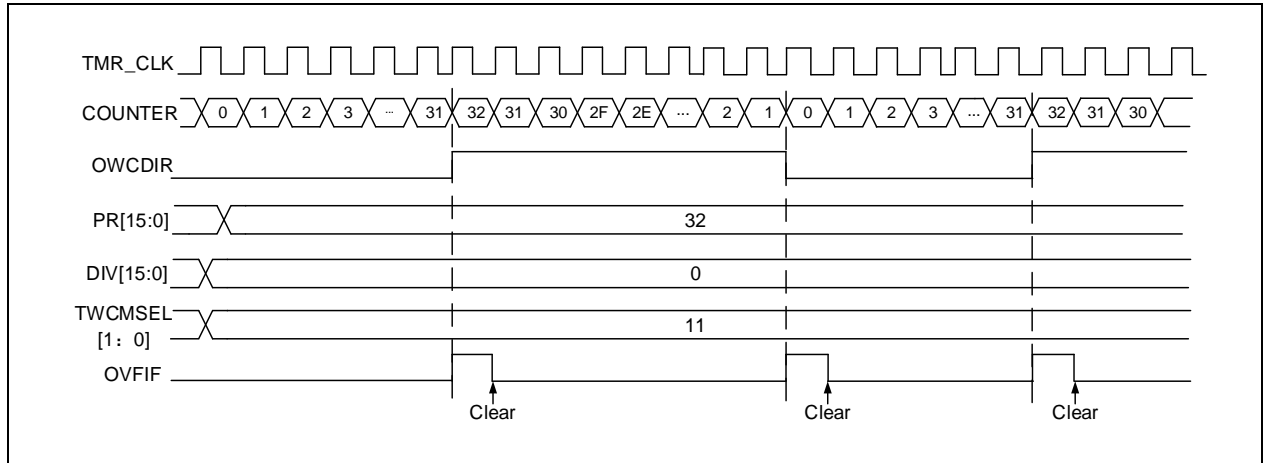 TMR_CLK
COUNTER 0 1 2 3 ... 31 32 31 30 2F 2E ... 2 1 0 1 2 3 ... 31 32 31 30
OWCDIR
PR[15:0] 32
DIV[15:0] 0
TWCMSEL
[1：0] 11
OVFIF
Clear Clear Clear